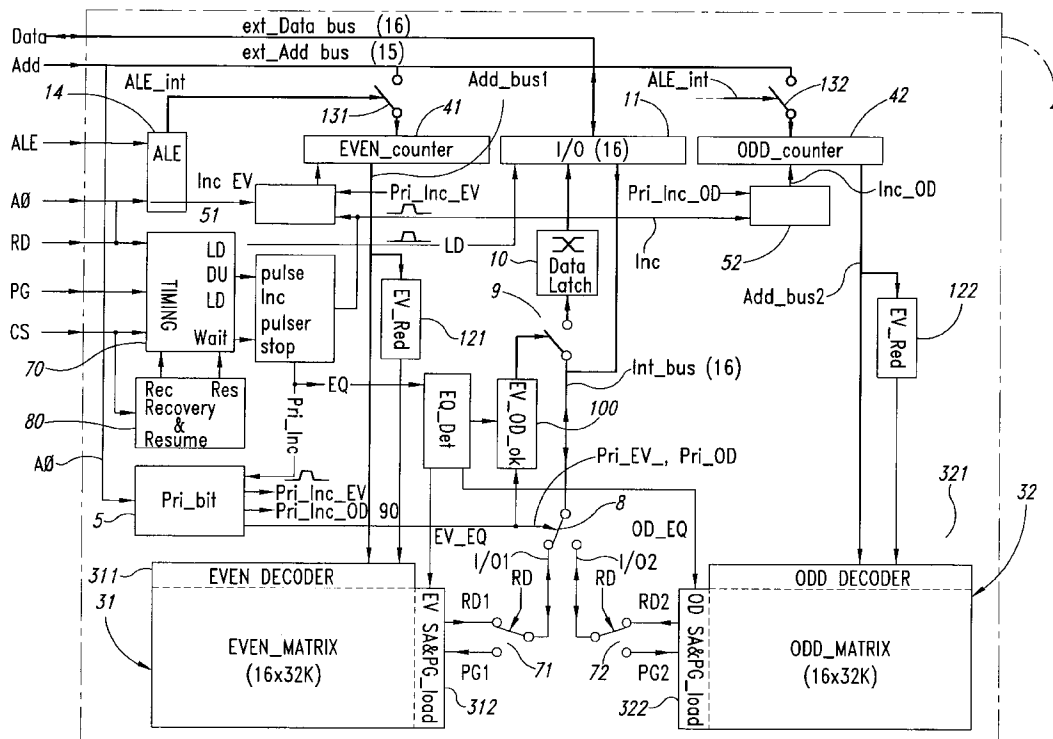 ext_Data bus (16)
Data
ext_Add bus (15)
Add
ALE_int
Add_bus1
ALE_int
14
131
41
11
132
42
ALE
ALE
EVEN_counter
I/O (16)
ODD_counter
AØ
Inc EV
Pri_Inc_EV
Pri_Inc_OD
Inc_OD
51
RD
LD
Inc
52
10
Data
Latch
LD
DU
LD
TIMING
Wait
pulse
Inc
pulser
stop
PG
CS
70
EV_Red
121
9
Add_bus2
EV_Red
122
Int_bus (16)
Rec
Res
Recovery
&
Resume
80
Pri_Inc
EQ
EQ_Det
EV_OD_ok
100
AØ
Pri_EV_, Pri_OD
Pri_bit
5
Pri_Inc_EV
Pri_Inc_OD 90
8
321
32
EV_EQ
OD_EQ
I/O1
I/O2
311
EVEN DECODER
RD
RD
ODD DECODER
31
EV SA&PG_load
RD1
RD2
OD SA&PG_load
EVEN_MATRIX
(16x32K)
ODD_MATRIX
(16x32K)
PG1
71
72
PG2
312
322